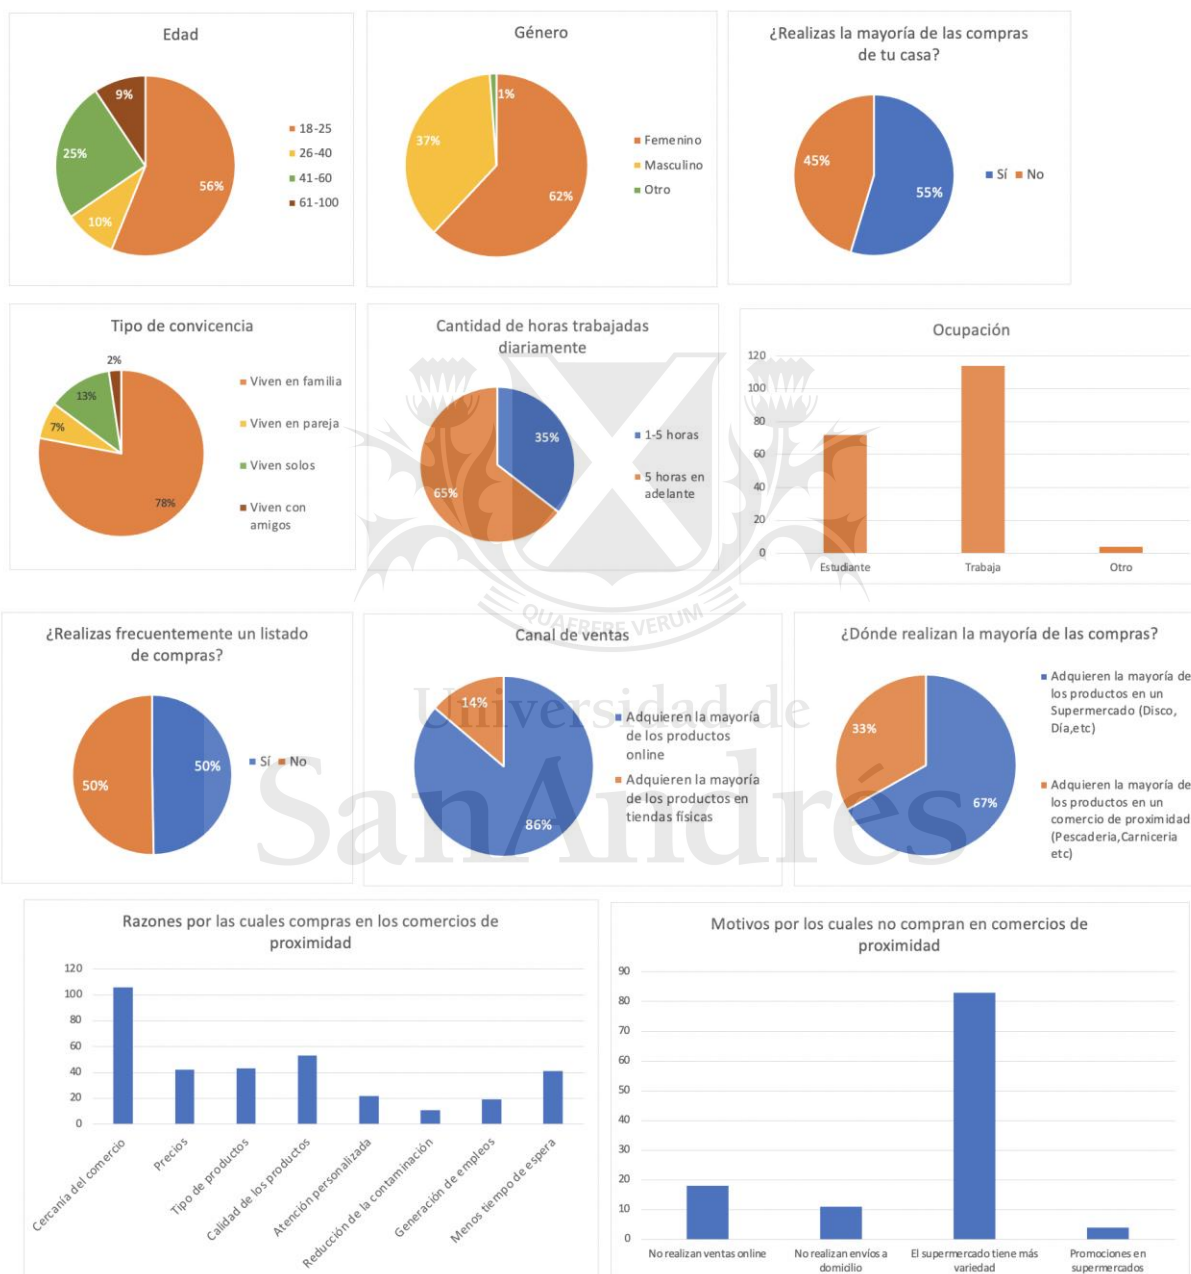 Edad
9%
25%
10%
56%
18-25
26-40
41-60
61-100
Género
1%
37%
62%
Femenino
Masculino
Otro
¿Realizas la mayoría de las compras
de tu casa?
45%
55%
Sí No
Tipo de convicencia
2%
13%
7%
78%
Viven en familia
Viven en pareja
Viven solos
Viven con
amigos
Cantidad de horas trabajadas
diariamente
35%
65%
1-5 horas
5 horas en
adelante
Ocupación
120
100
80
60
40
20
0
Estudiante Trabaja Otro
QUAERERE VERUM
Universidad de
SanAndrés
¿Realizas frecuentemente un listado
de compras?
50%
50%
Sí No
Canal de ventas
14%
86%
Adquieren la mayoría
de los productos
online
Adquieren la mayoría
de los productos en
tiendas físicas
¿Dónde realizan la mayoría de las compras?
33%
67%
Adquieren la mayoría de
los productos en un
Supermercado (Disco,
Día,etc)
Adquieren la mayoría de
los productos en un
comercio de proximidad
(Pescaderia,Carniceria
etc)
Razones por las cuales compras en los comercios de
proximidad
120
100
80
60
40
20
0
Cercanía del comercio
Precios
Tipo de productos
Calidad de los productos
Atención personalizada
Reducción de la contaminación
Generación de empleos
Menos tiempo de espera
Motivos por los cuales no compran en comercios de
proximidad
90
80
70
60
50
40
30
20
10
0
No realizan ventas online
No realizan envíos a
domicilio
El supermercado tiene más
variedad
Promociones en
supermercados